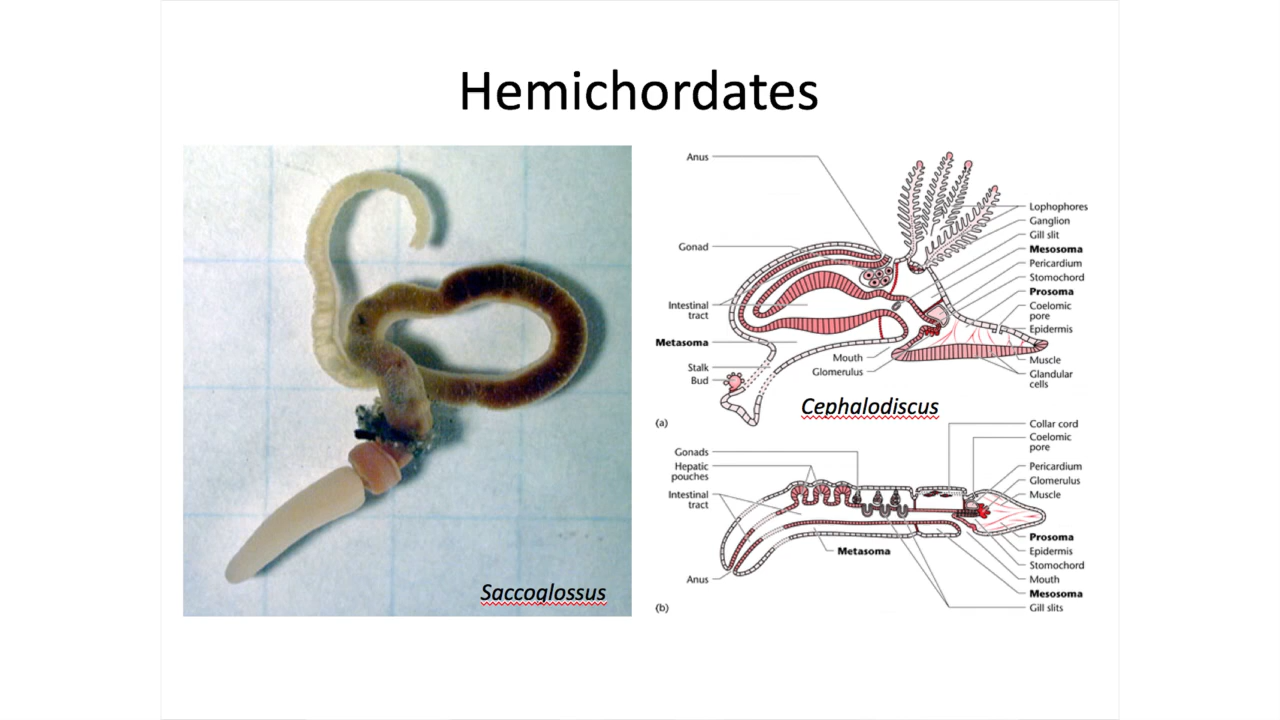 Hemichordates
Saccoglossus
Anus
Gonad
Intestinal
tract
Metasoma
Stalk
Bud
Mouth
Glomerulus
Lophophores
Ganglion
Gill slit
Mesosoma
Pericardium
Stomochord
Prosoma
Coelomic
pore
Epidermis
Muscle
Glandular
cells
Cephalodiscus
(a)
Gonads
Hepatic
pouches
Intestinal
tract
Anus
Metasoma
Collar cord
Coelomic
pore
Pericardium
Glomerulus
Muscle
Prosoma
Epidermis
Stomochord
Mouth
Mesosoma
Gill slits
(b)